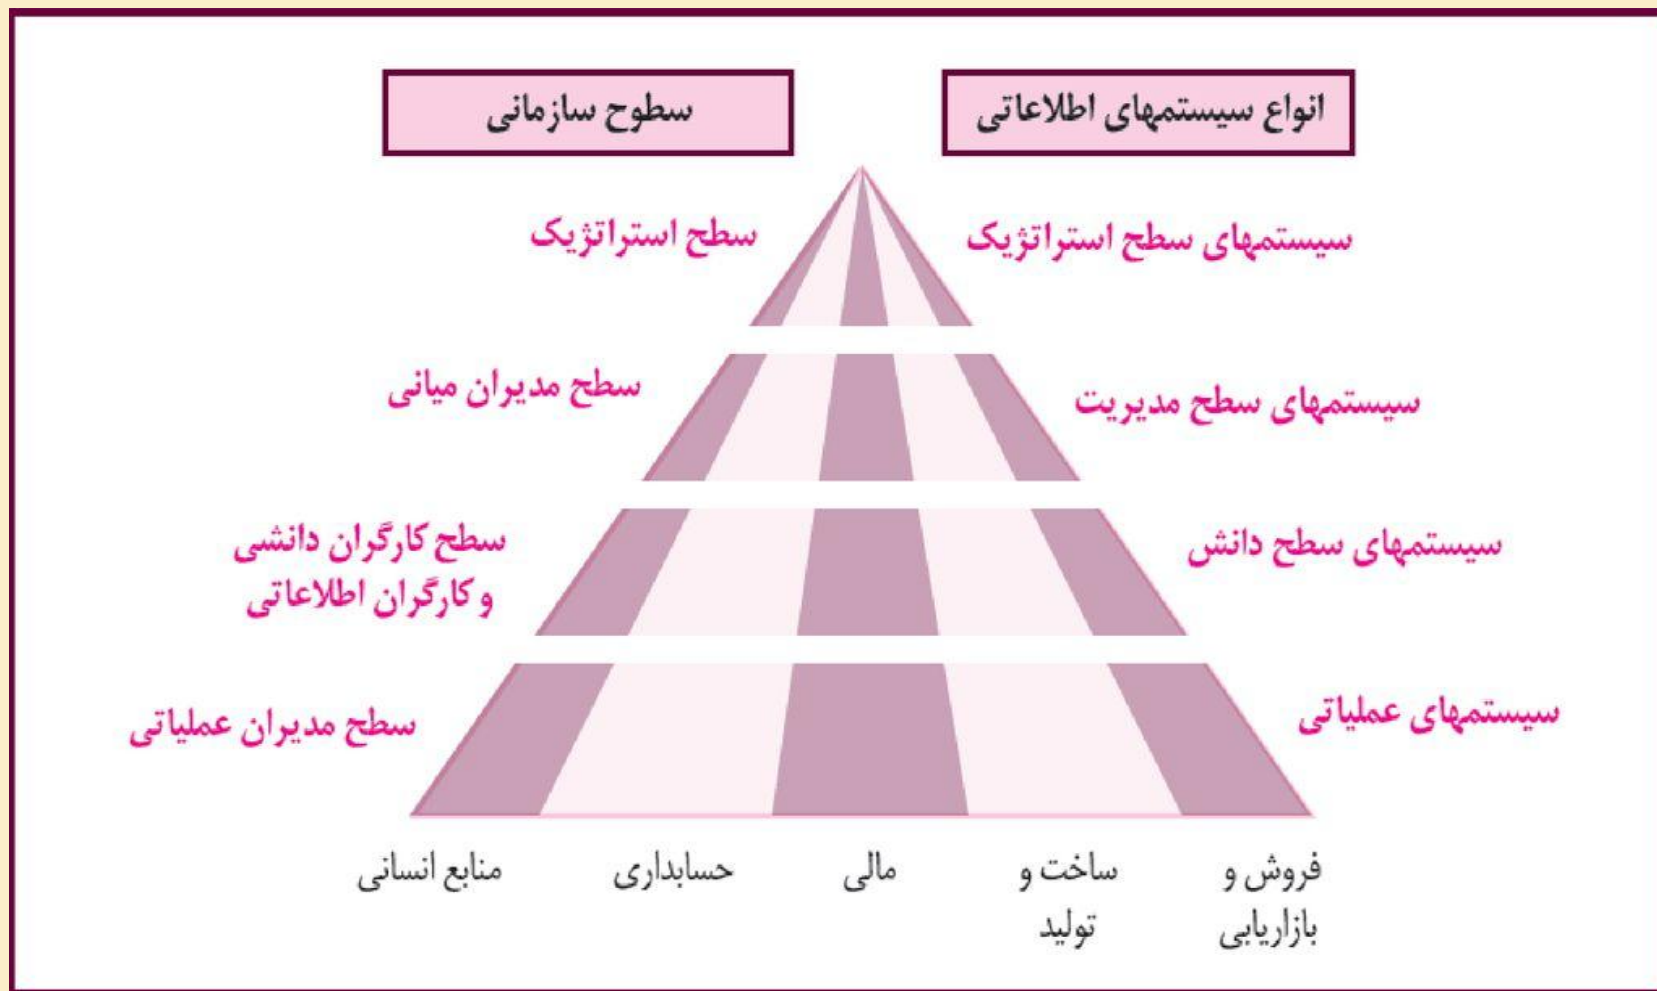 انواع سیستمهای اطلاعاتی
سطوح سازمانی
سیستمهای سطح استراتژیک
سطح استراتژیک
سیستمهای سطح مدیریت
سطح مدیران میانی
سیستمهای سطح دانش
سطح کارگران دانشی
و کارگران اطلاعاتی
سیستمهای عملیاتی
سطح مدیران عملیاتی
فروش و
بازاریابی
ساخت و
تولید
مالی
حسابداری
منابع انسانی